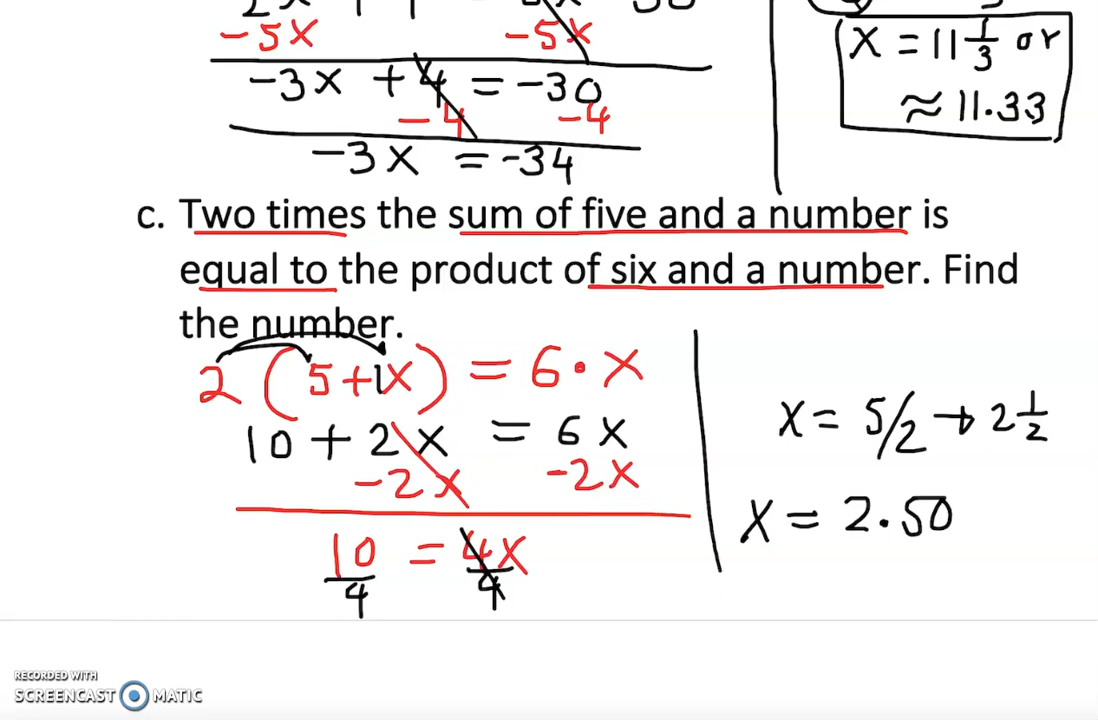 -5x -5x
-3x + 4 = -30
-4 -4
-3x = -34
x = 11 1/3 or
≈ 11.33
c. Two times the sum of five and a number is
equal to the product of six and a number. Find
the number.
2 (5+1x) = 6·x
10 + 2x = 6x
-2x -2x
10 = 4x
4 4
x = 5/2 → 2 1/2
x = 2.50
RECORDED WITH
SCREENCAST MATIC